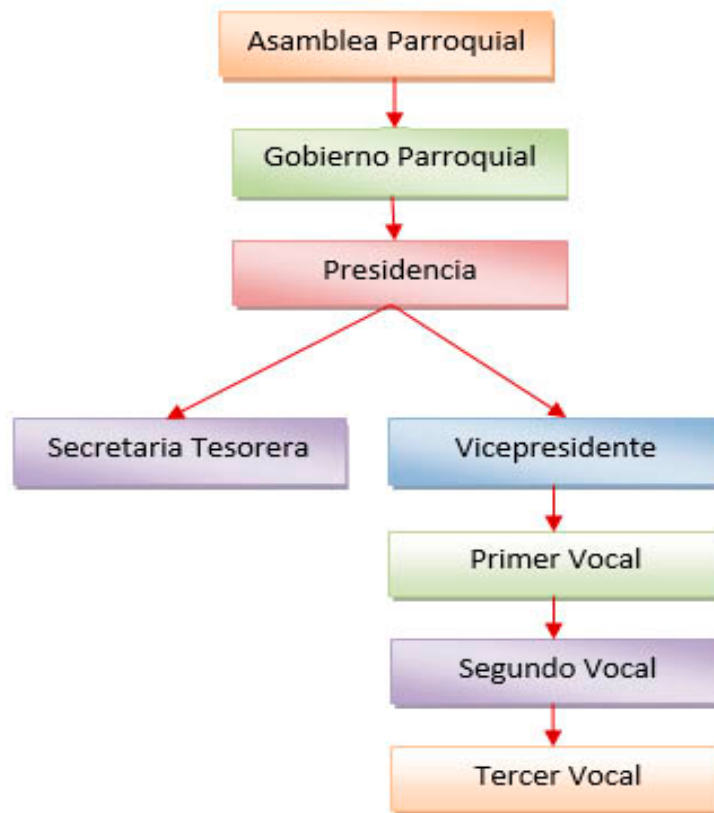 Asamblea Parroquial
Gobierno Parroquial
Presidencia
Secretaria Tesorera
Vicepresidente
Primer Vocal
Segundo Vocal
Tercer Vocal